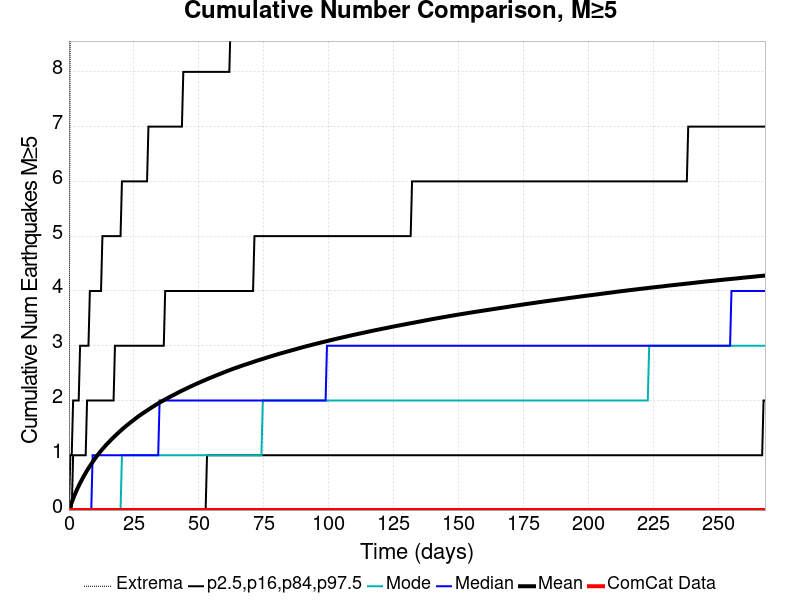 Cumulative Number Comparison, M≥5
Cumulative Num Earthquakes M≥5
8
7
6
5
4
3
2
1
0
0 25 50 75 100 125 150 175 200 225 250
Time (days)
Extrema p2.5,p16,p84,p97.5 Mode Median Mean ComCat Data